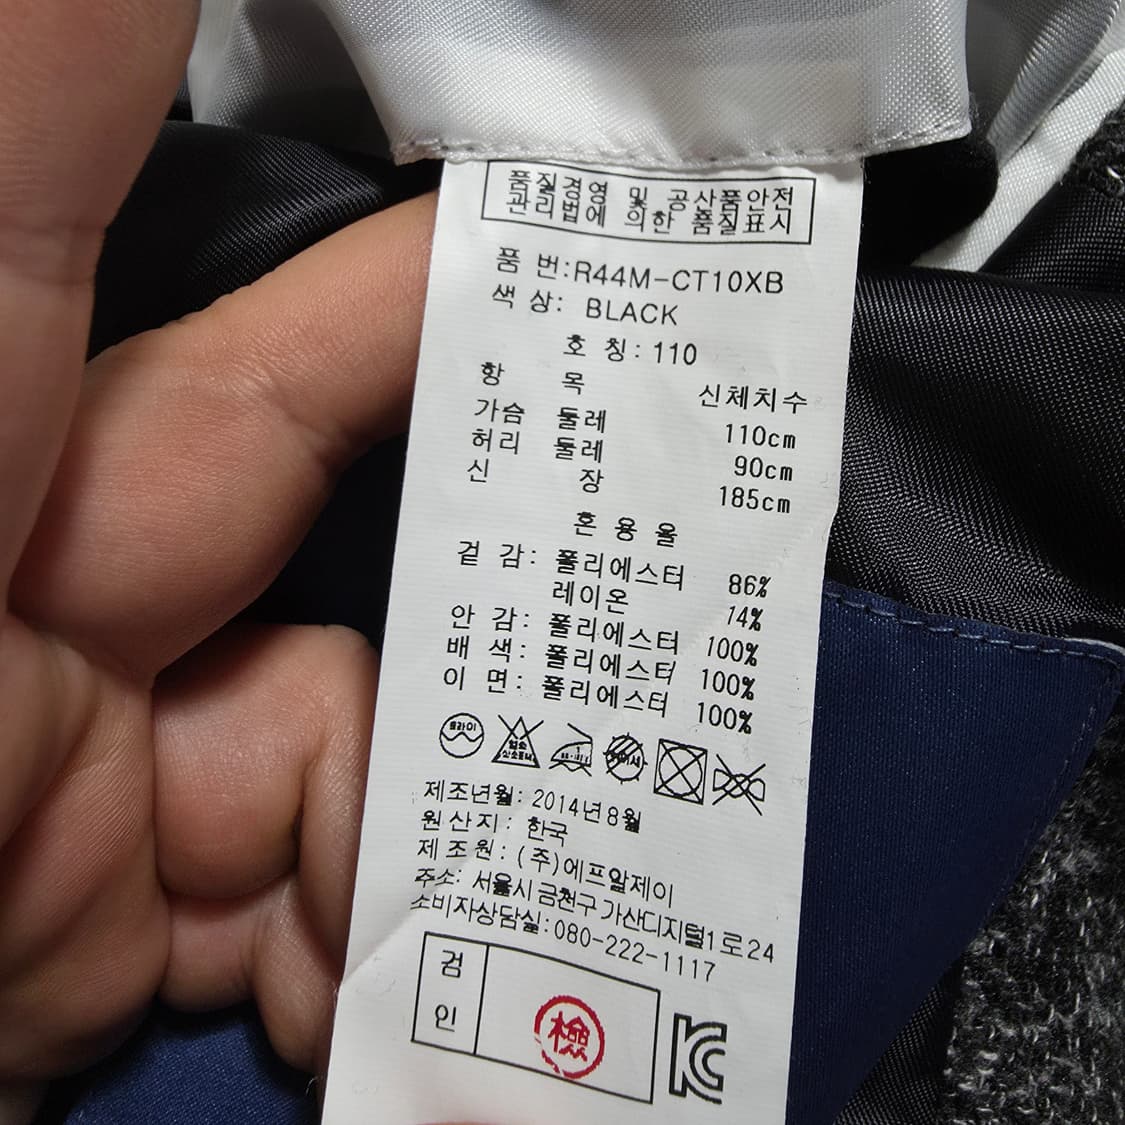 품질경영 및 공산품안전
관리법에 의한 품질표시
품 번:R44M-CT10XB
색 상: BLACK
호 칭: 110
항 목 신체치수
가슴 둘레 110cm
허리 둘레 90cm
신 장 185cm
혼 용 율
겉 감: 폴리에스터 86%
레이온 14%
안 감: 폴리에스터 100%
배 색: 폴리에스터 100%
이 면: 폴리에스터 100%
드라이 염소
제조년월: 2014년 8월
원 산 지: 한국
제 조 원: (주)에프알제이
주소: 서울시 금천구 가산디지털1로 24
소비자상담실: 080-222-1117
검
인
檢
KC